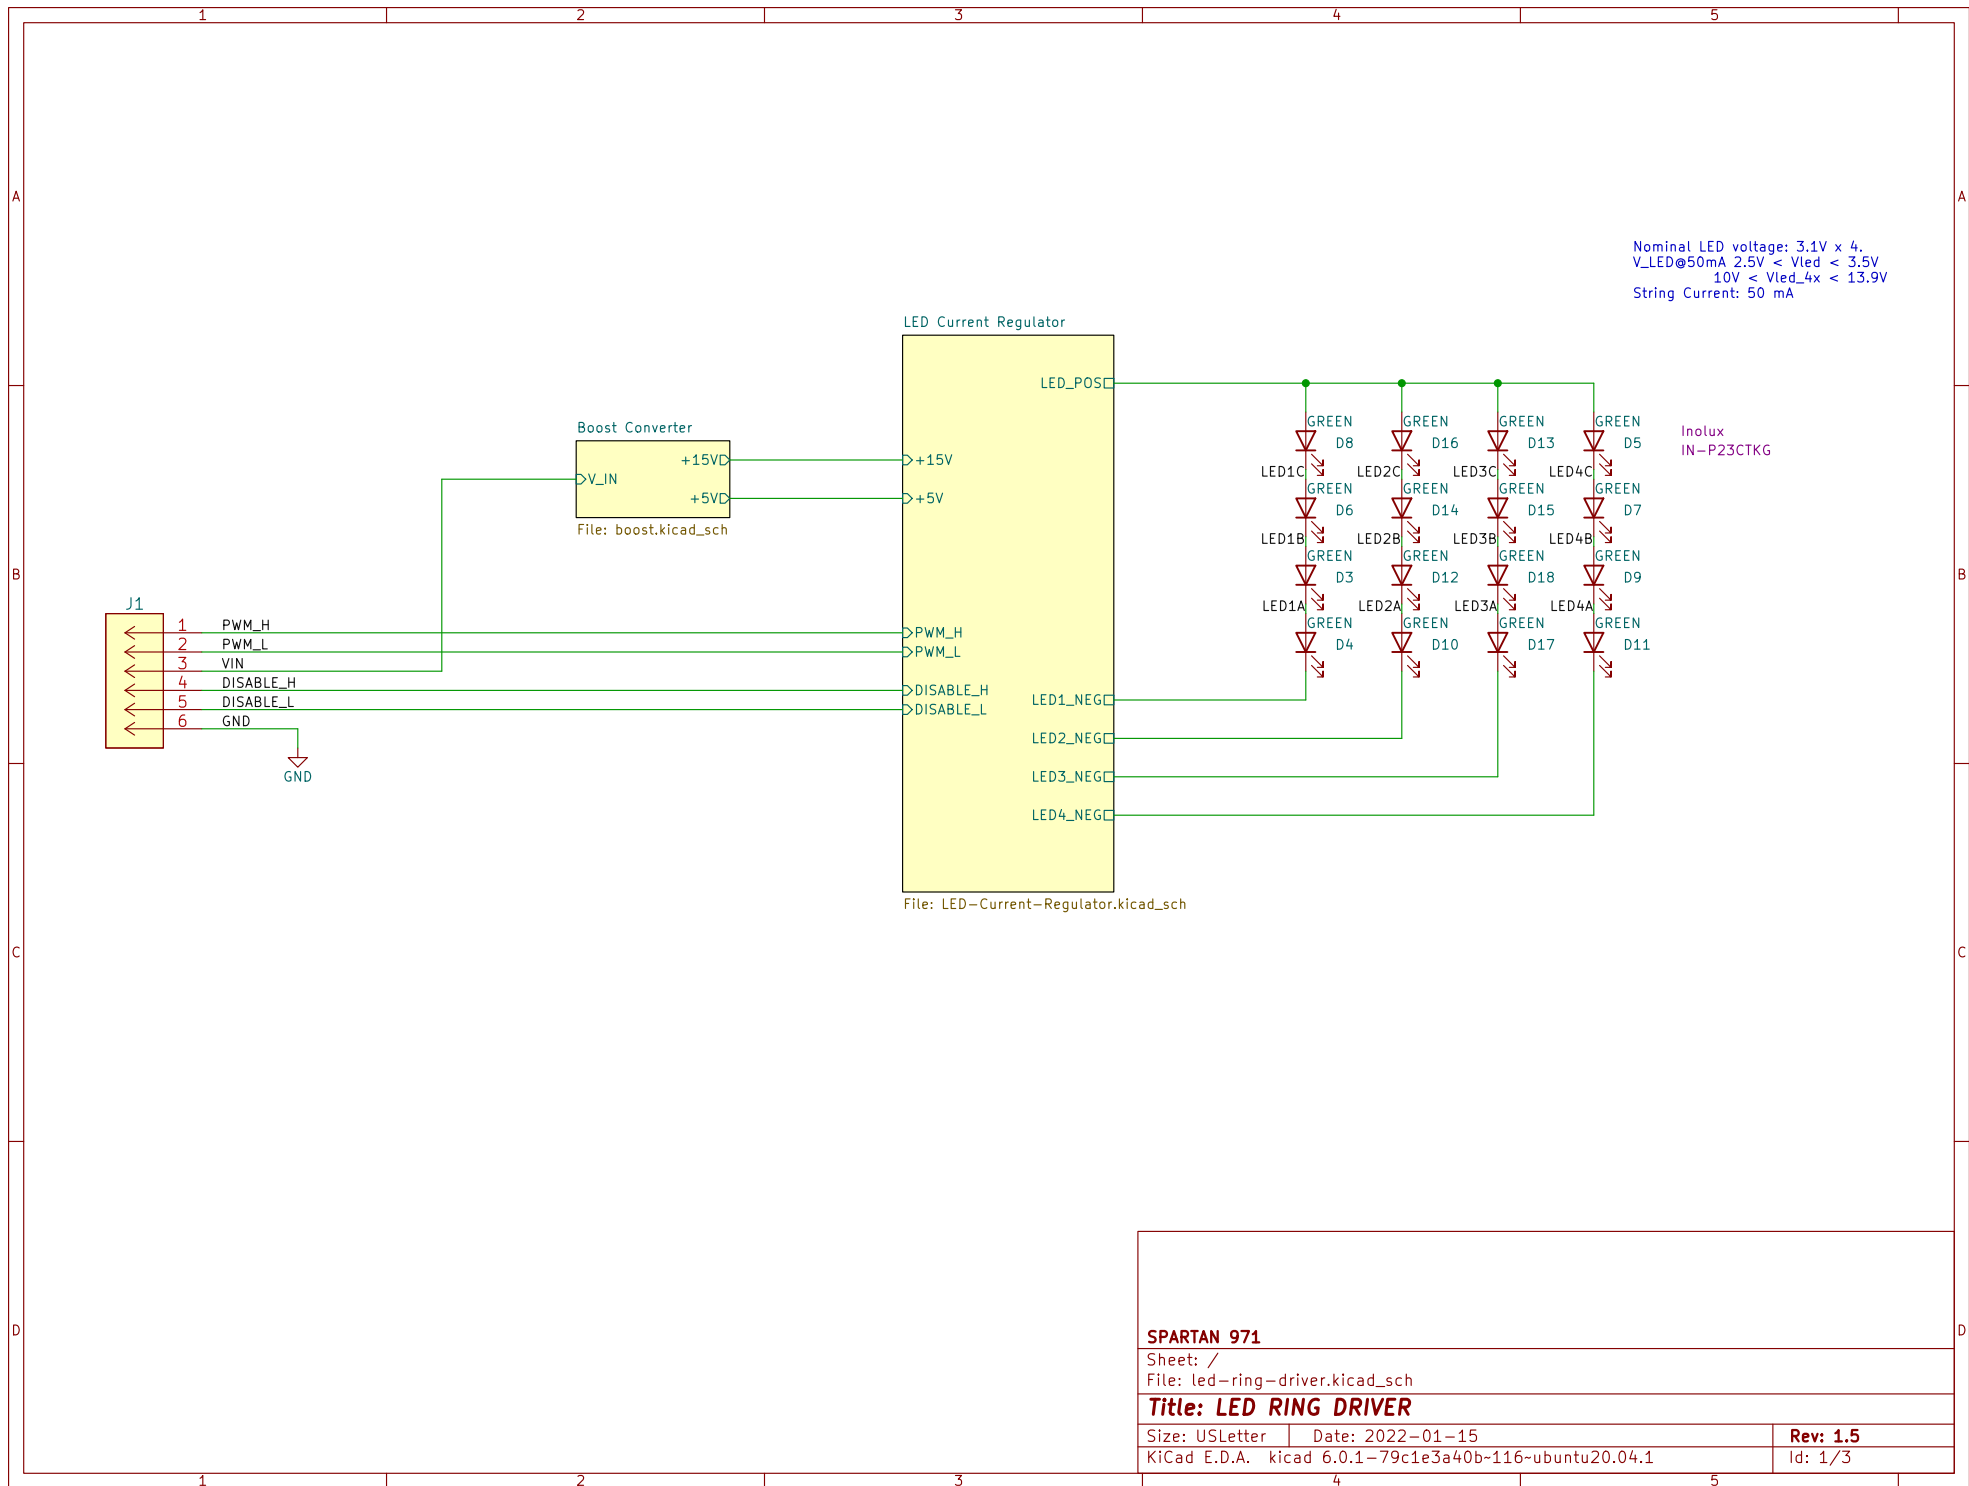 1 2 3 4 5
A A
Nominal LED voltage: 3.1V x 4.
V_LED@50mA 2.5V < Vled < 3.5V
10V < Vled_4x < 13.9V
String Current: 50 mA
LED Current Regulator
LED_POS
Boost Converter
+15V
V_IN
+5V
File: boost.kicad_sch
+15V
+5V
GREEN GREEN GREEN GREEN
D8 D16 D13 D5
Inolux
IN-P23CTKG
LED1C LED2C LED3C LED4C
GREEN GREEN GREEN GREEN
D6 D14 D15 D7
LED1B LED2B LED3B LED4B
GREEN GREEN GREEN GREEN
D3 D12 D18 D9
LED1A LED2A LED3A LED4A
GREEN GREEN GREEN GREEN
D4 D10 D17 D11
B B
J1
1 PWM_H
2 PWM_L
3 VIN
4 DISABLE_H
5 DISABLE_L
6 GND
GND
PWM_H
PWM_L
DISABLE_H
DISABLE_L
LED1_NEG
LED2_NEG
LED3_NEG
LED4_NEG
File: LED-Current-Regulator.kicad_sch
C C
D D
SPARTAN 971
Sheet: /
File: led-ring-driver.kicad_sch
Title: LED RING DRIVER
Size: USLetter Date: 2022-01-15 Rev: 1.5
KiCad E.D.A. kicad 6.0.1-79c1e3a40b~116~ubuntu20.04.1 Id: 1/3
1 2 3 4 5